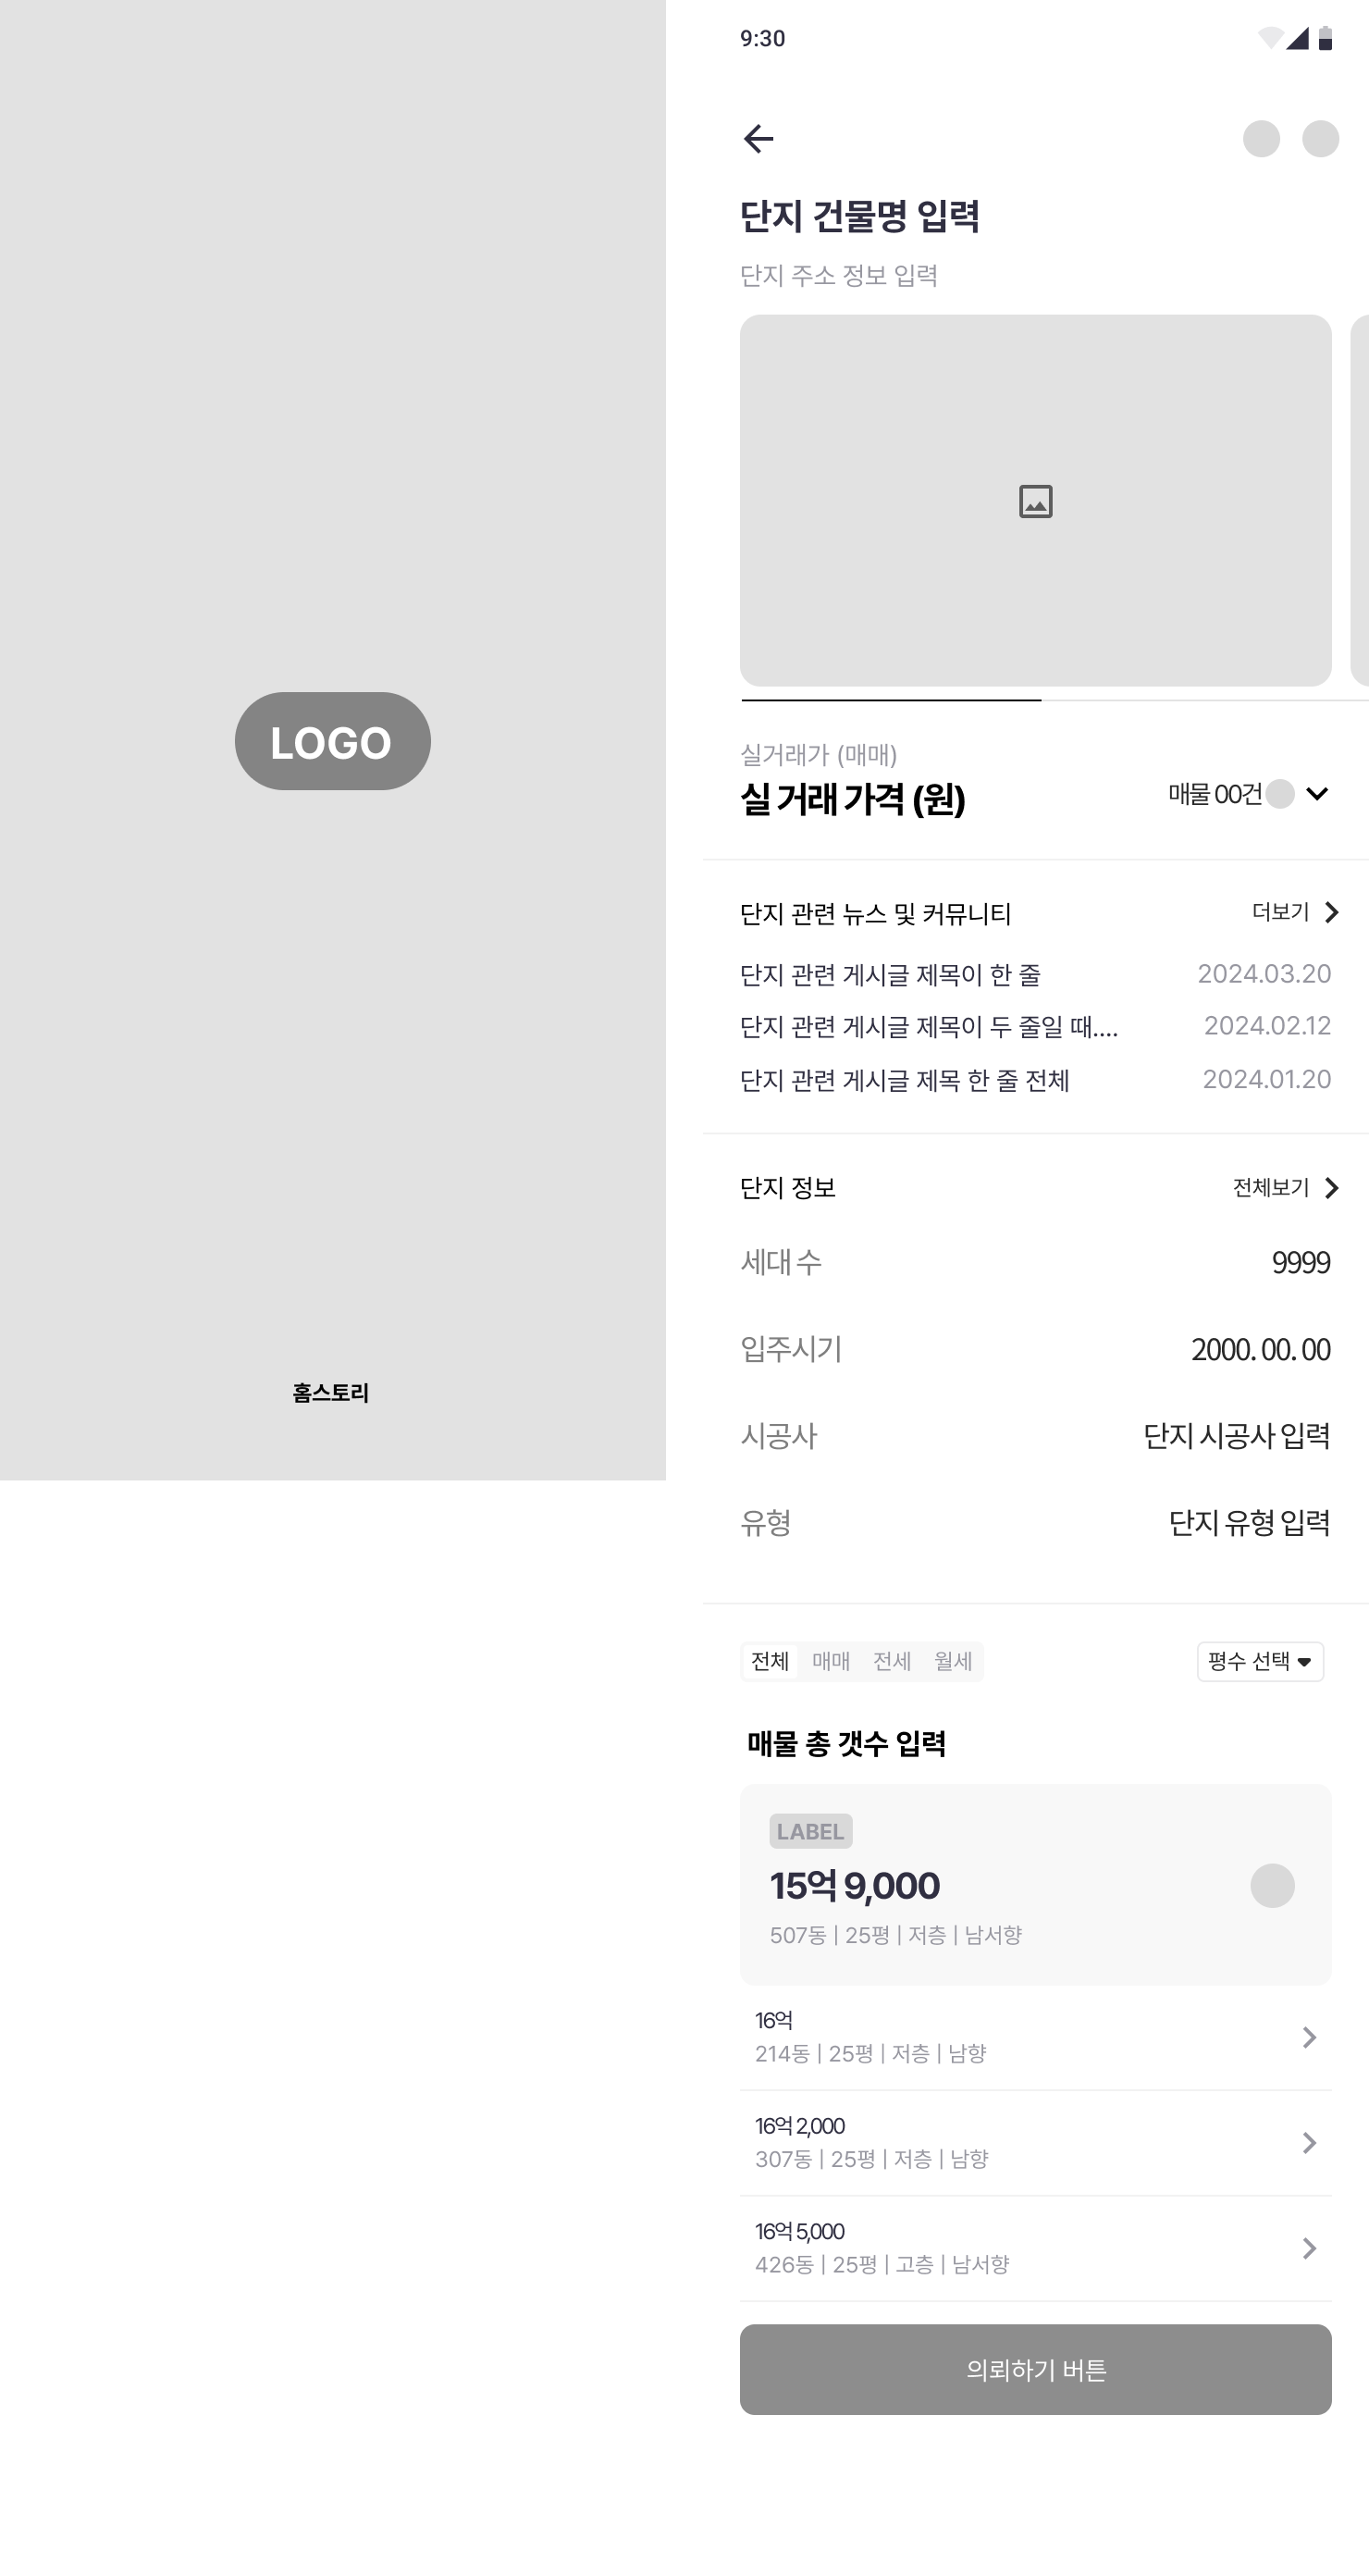 LOGO
홈스토리
9:30
단지 건물명 입력
단지 주소 정보 입력
실거래가 (매매)
실 거래 가격 (원)
매물 00건
단지 관련 뉴스 및 커뮤니티
더보기
단지 관련 게시글 제목이 한 줄
2024.03.20
단지 관련 게시글 제목이 두 줄일 때....
2024.02.12
단지 관련 게시글 제목 한 줄 전체
2024.01.20
단지 정보
전체보기
세대 수
9999
입주시기
2000. 00. 00
시공사
단지 시공사 입력
유형
단지 유형 입력
전체 매매 전세 월세
평수 선택
매물 총 갯수 입력
LABEL
15억 9,000
507동 | 25평 | 저층 | 남서향
16억
214동 | 25평 | 저층 | 남향
16억 2,000
307동 | 25평 | 저층 | 남향
16억 5,000
426동 | 25평 | 고층 | 남서향
의뢰하기 버튼